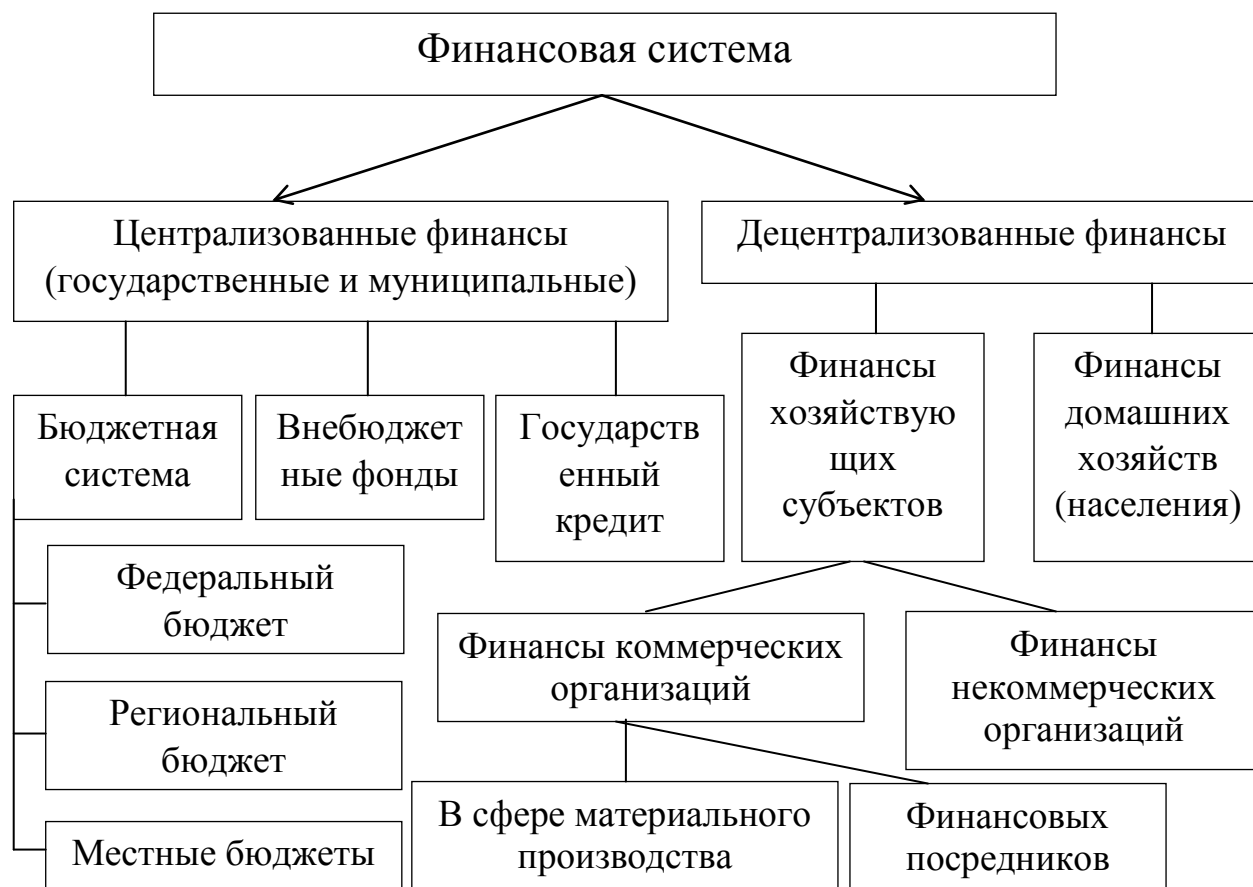 Финансовая система
Централизованные финансы
(государственные и муниципальные)
Децентрализованные финансы
Бюджетная
система
Внебюджет
ные фонды
Государств
енный
кредит
Финансы
хозяйствую
щих
субъектов
Финансы
домашних
хозяйств
(населения)
Федеральный
бюджет
Региональный
бюджет
Местные бюджеты
Финансы коммерческих
организаций
Финансы
некоммерческих
организаций
В сфере материального
производства
Финансовых
посредников